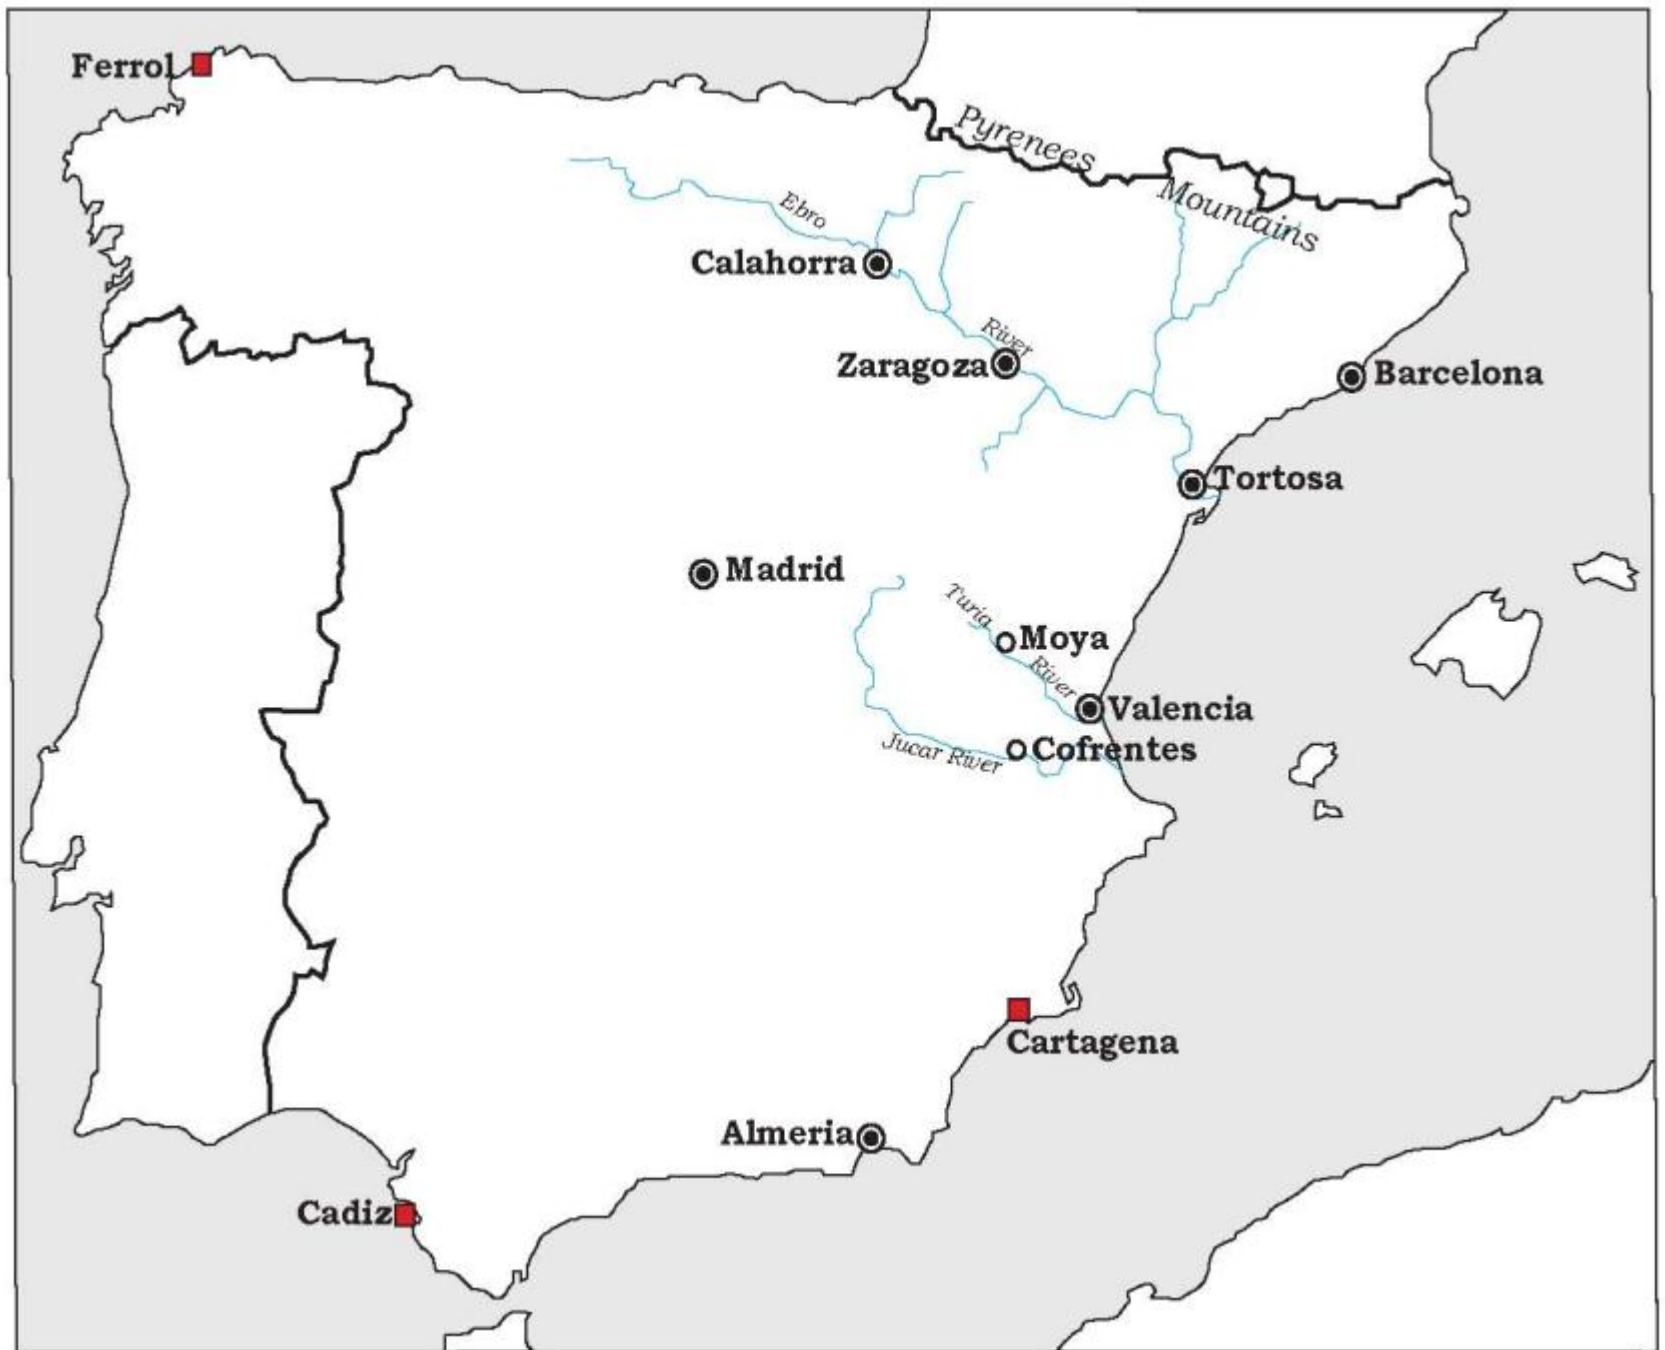 Ferrol
Pyrenees
Mountains
Ebro
Calahorra
River
Zaragoza
Barcelona
Tortosa
Madrid
Turia
Moya
River
Valencia
Jucar River
Cofrentes
Cartagena
Almeria
Cadiz